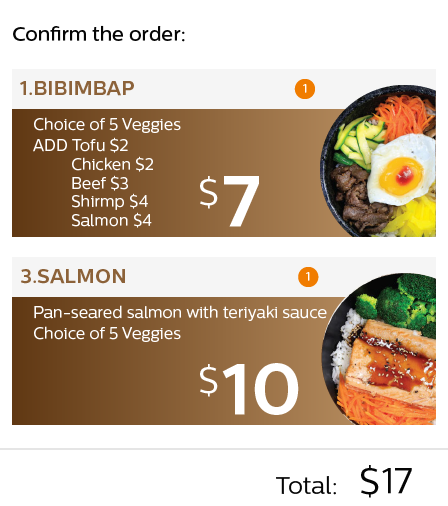 Confirm the order:
1.BIBIMBAP 1
Choice of 5 Veggies
ADD Tofu $2
Chicken $2
Beef $3
Shirmp $4
Salmon $4
$7
3.SALMON 1
Pan-seared salmon with teriyaki sauce
Choice of 5 Veggies
$10
Total: $17